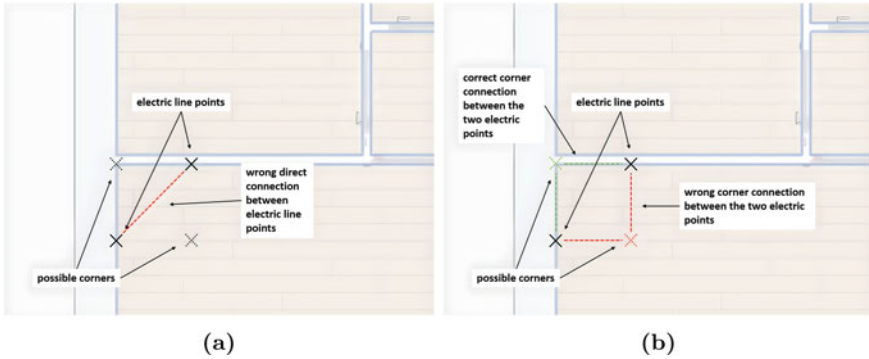 electric line points
wrong direct
connection
between
electric line
points
possible corners
(a)
correct corner
connection
between the
two electric
points
electric line points
wrong corner connection
between the two electric
points
possible corners
(b)